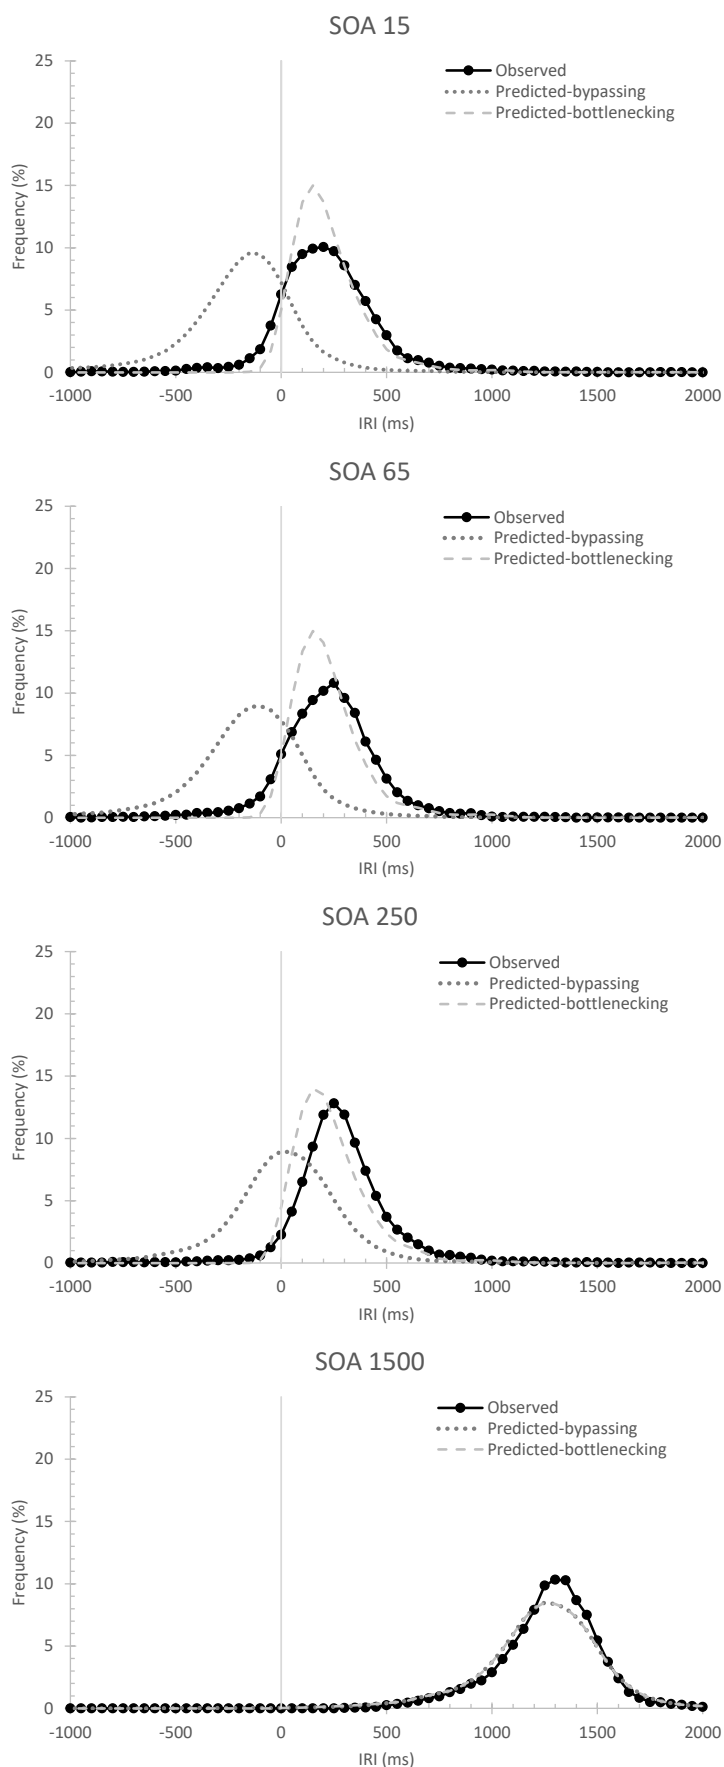 SOA 15
25
20
15
10
5
0
Frequency (%)
Observed
Predicted-bypassing
Predicted-bottlenecking
-1000 -500 0 500 1000 1500 2000
IRI (ms)
SOA 65
25
20
15
10
5
0
Frequency (%)
Observed
Predicted-bypassing
Predicted-bottlenecking
-1000 -500 0 500 1000 1500 2000
IRI (ms)
SOA 250
25
20
15
10
5
0
Frequency (%)
Observed
Predicted-bypassing
Predicted-bottlenecking
-1000 -500 0 500 1000 1500 2000
IRI (ms)
SOA 1500
25
20
15
10
5
0
Frequency (%)
Observed
Predicted-bypassing
Predicted-bottlenecking
-1000 -500 0 500 1000 1500 2000
IRI (ms)